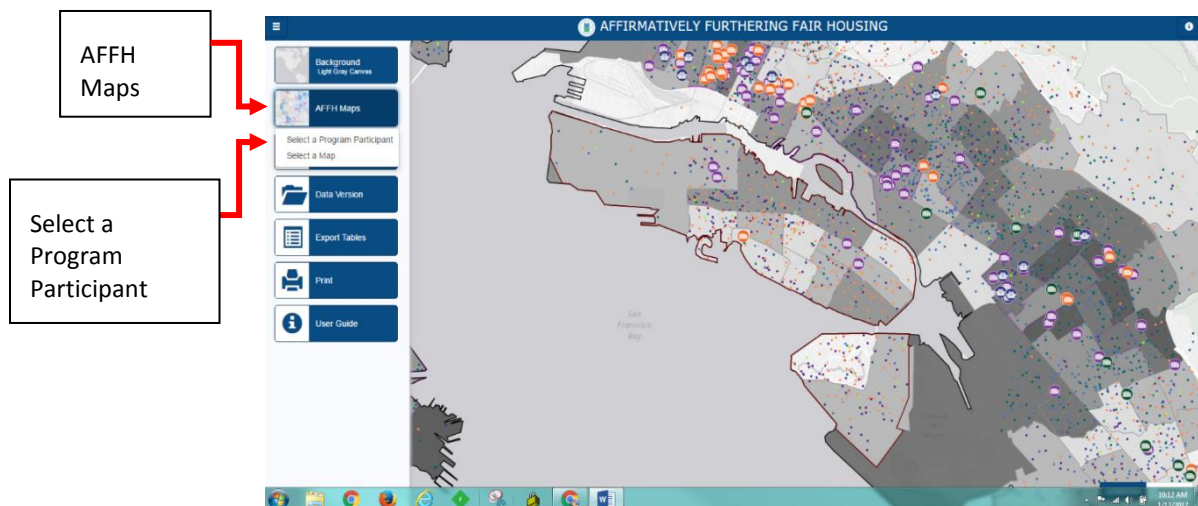 AFFH
Maps
Select a
Program
Participant
AFFIRMATIVELY FURTHERING FAIR HOUSING
Background
Light Gray Canvas
AFFH Maps
Select a Program Participant
Select a Map
Data Version
Export Tables
Print
User Guide
San
Francisco
Bay
10:12 AM